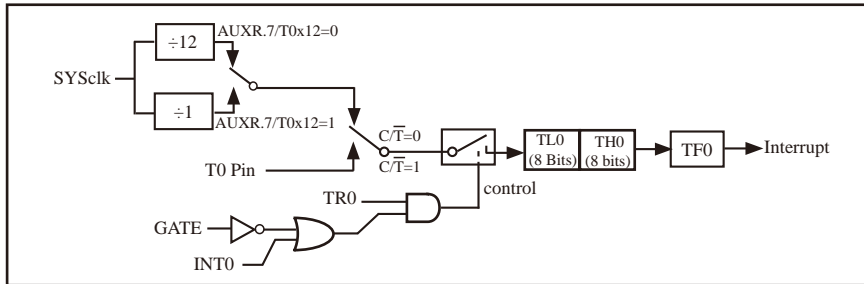 ÷12
AUXR.7/T0x12=0
SYSclk
÷1
AUXR.7/T0x12=1
C/T̅=0
C/T̅=1
T0 Pin
TL0
(8 Bits)
TH0
(8 bits)
TF0
Interrupt
control
TR0
GATE
INT0